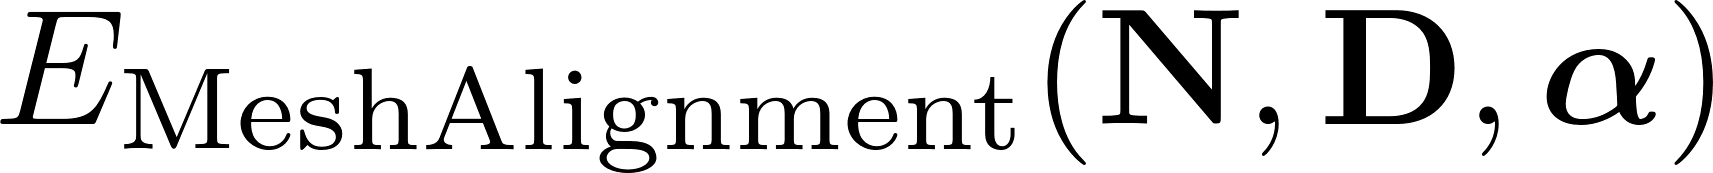 E_MeshAlignment(N, D, α)